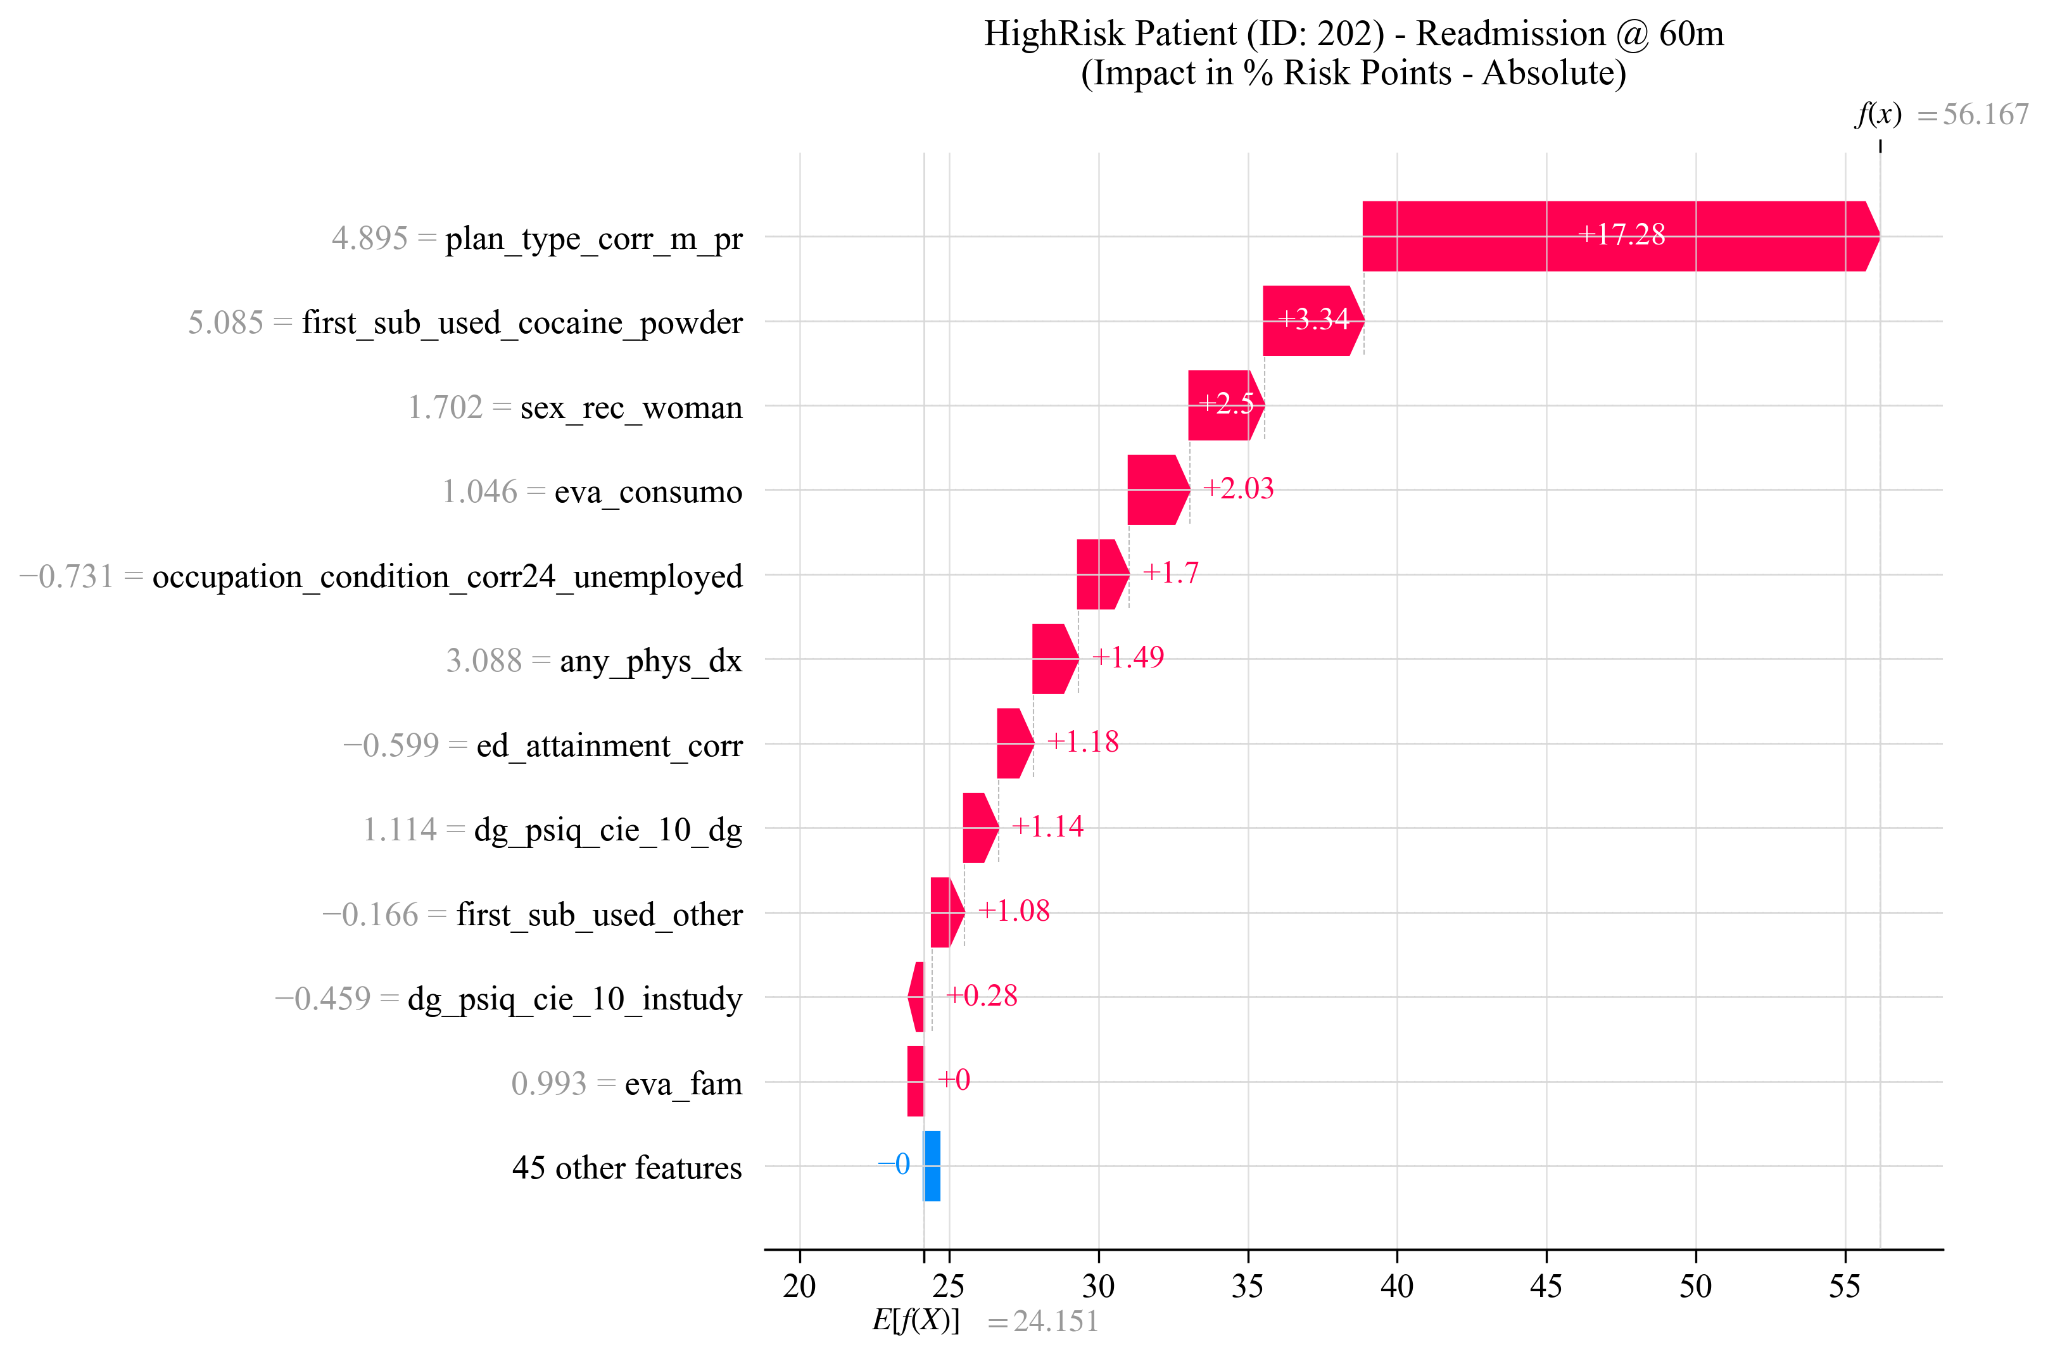 HighRisk Patient (ID: 202) - Readmission @ 60m
(Impact in % Risk Points - Absolute)
f(x) = 56.167
4.895 = plan_type_corr_m_pr
+17.28
5.085 = first_sub_used_cocaine_powder
+3.34
1.702 = sex_rec_woman
+2.5
1.046 = eva_consumo
+2.03
−0.731 = occupation_condition_corr24_unemployed
+1.7
3.088 = any_phys_dx
+1.49
−0.599 = ed_attainment_corr
+1.18
1.114 = dg_psiq_cie_10_dg
+1.14
−0.166 = first_sub_used_other
+1.08
−0.459 = dg_psiq_cie_10_instudy
+0.28
0.993 = eva_fam
+0
45 other features
−0
20 25 30 35 40 45 50 55
E[f(X)] = 24.151